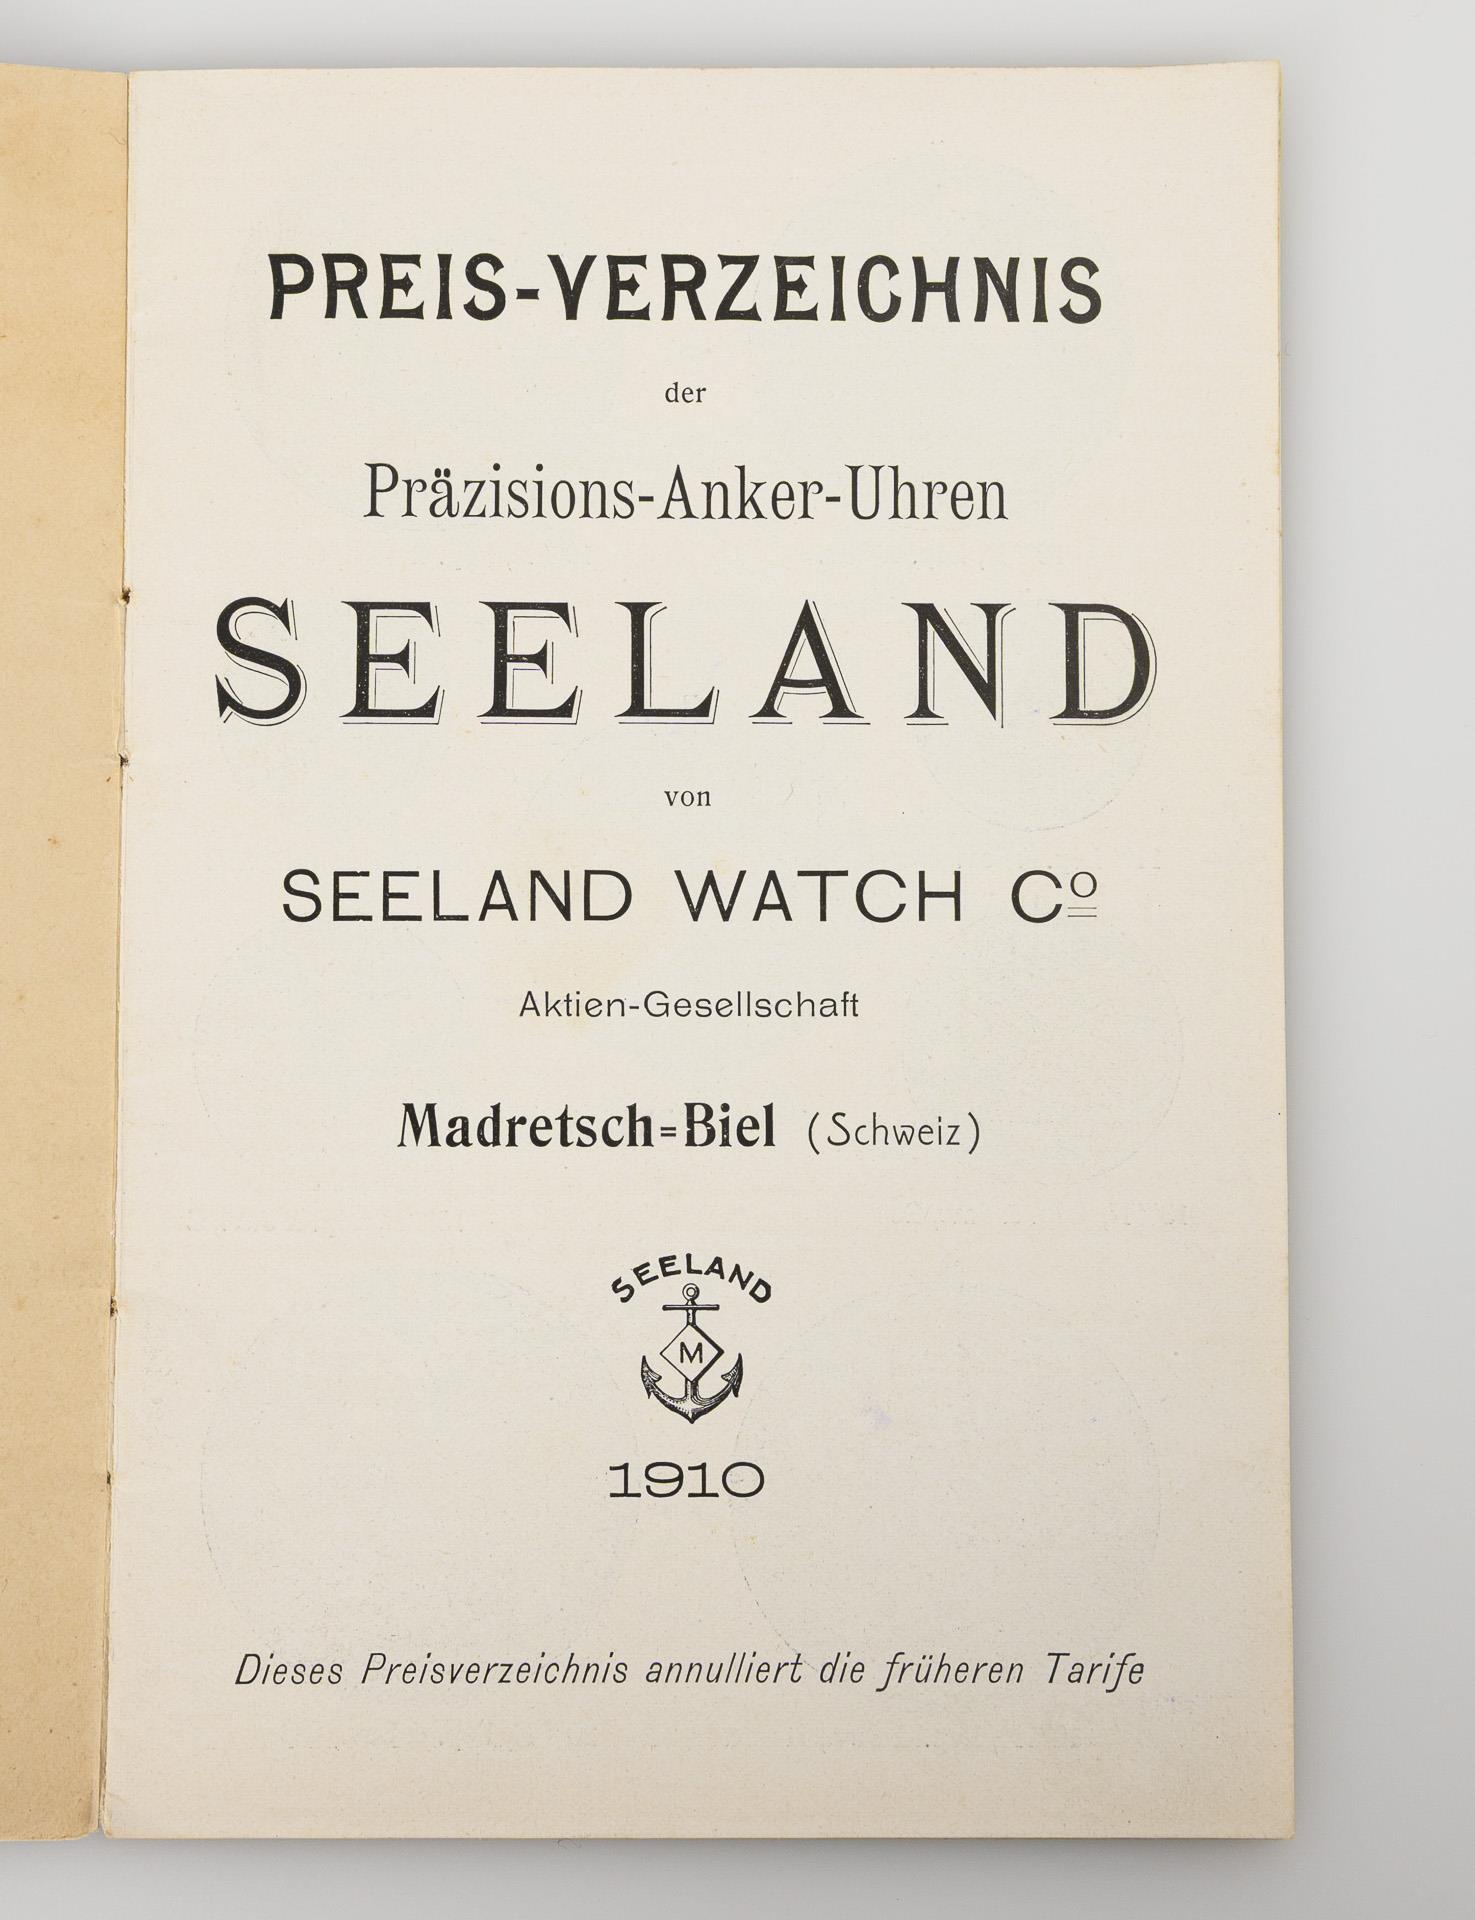 PREIS-VERZEICHNIS
der
Präzisions-Anker-Uhren
SEELAND
von
SEELAND WATCH Co
Aktien-Gesellschaft
Madretsch=Biel (Schweiz)
SEELAND
M
1910
Dieses Preisverzeichnis annulliert die früheren Tarife